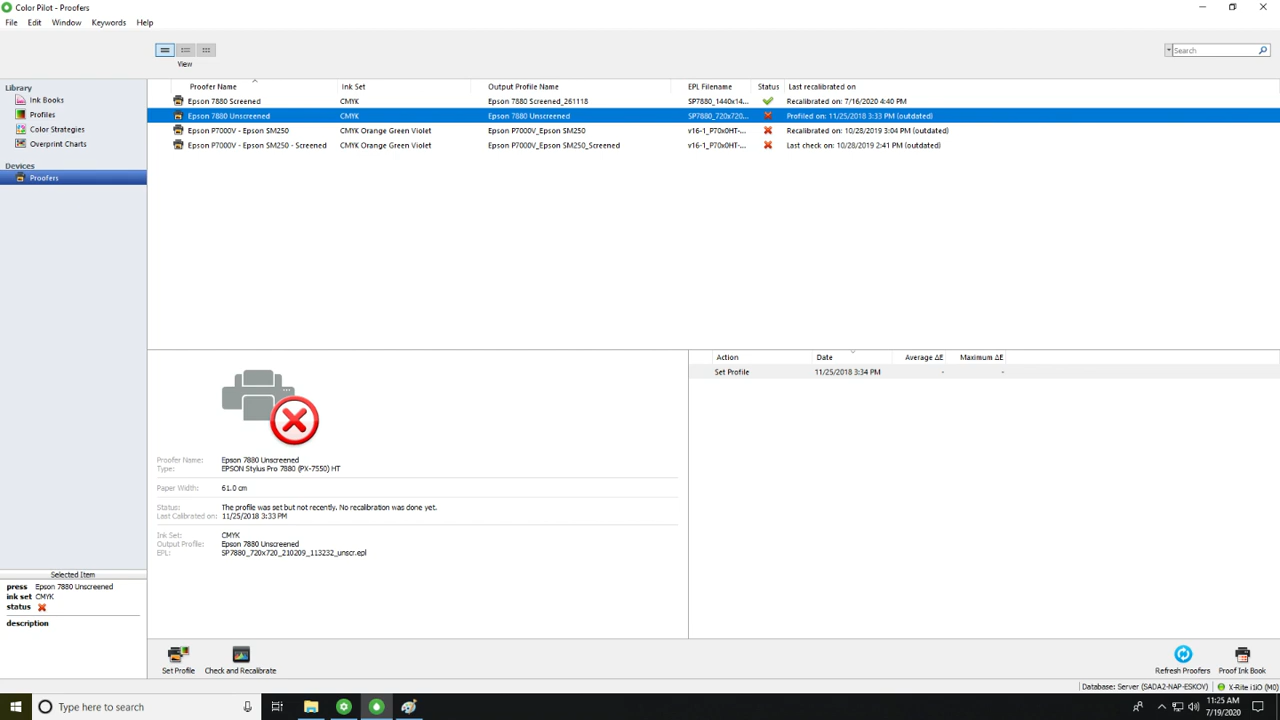 Color Pilot - Proofers
File Edit Window Keywords Help
View
Search
Library
Ink Books
Profiles
Color Strategies
Overprint Charts
Devices
Proofers
Proofer Name Ink Set Output Profile Name EPL Filename Status Last recalibrated on
Epson 7880 Screened CMYK Epson 7880 Screened_261118 SP7880_1440x14... Recalibrated on: 7/16/2020 4:40 PM
Epson 7880 Unscreened CMYK Epson 7880 Unscreened SP7880_720x720... Profiled on: 11/25/2018 3:33 PM (outdated)
Epson P7000V - Epson SM250 CMYK Orange Green Violet Epson P7000V_Epson SM250 v16-1_P70x0HT-... Recalibrated on: 10/28/2019 3:04 PM (outdated)
Epson P7000V - Epson SM250 - Screened CMYK Orange Green Violet Epson P7000V_Epson SM250_Screened v16-1_P70x0HT-... Last check on: 10/28/2019 2:41 PM (outdated)
Proofer Name: Epson 7880 Unscreened
Type: EPSON Stylus Pro 7880 (PX-7550) HT
Paper Width: 61.0 cm
Status: The profile was set but not recently. No recalibration was done yet.
Last Calibrated on: 11/25/2018 3:33 PM
Ink Set: CMYK
Output Profile: Epson 7880 Unscreened
EPL: SP7880_720x720_210209_113232_unscr.epl
Action Date Average ΔE Maximum ΔE
Set Profile 11/25/2018 3:34 PM - -
Selected Item
press Epson 7880 Unscreened
ink set CMYK
status
description
Set Profile Check and Recalibrate Refresh Proofers Proof Ink Book
Database: Server (SADA2-NAP-ESKOV) X-Rite i1iO (M0)
Type here to search
11:25 AM
7/19/2020